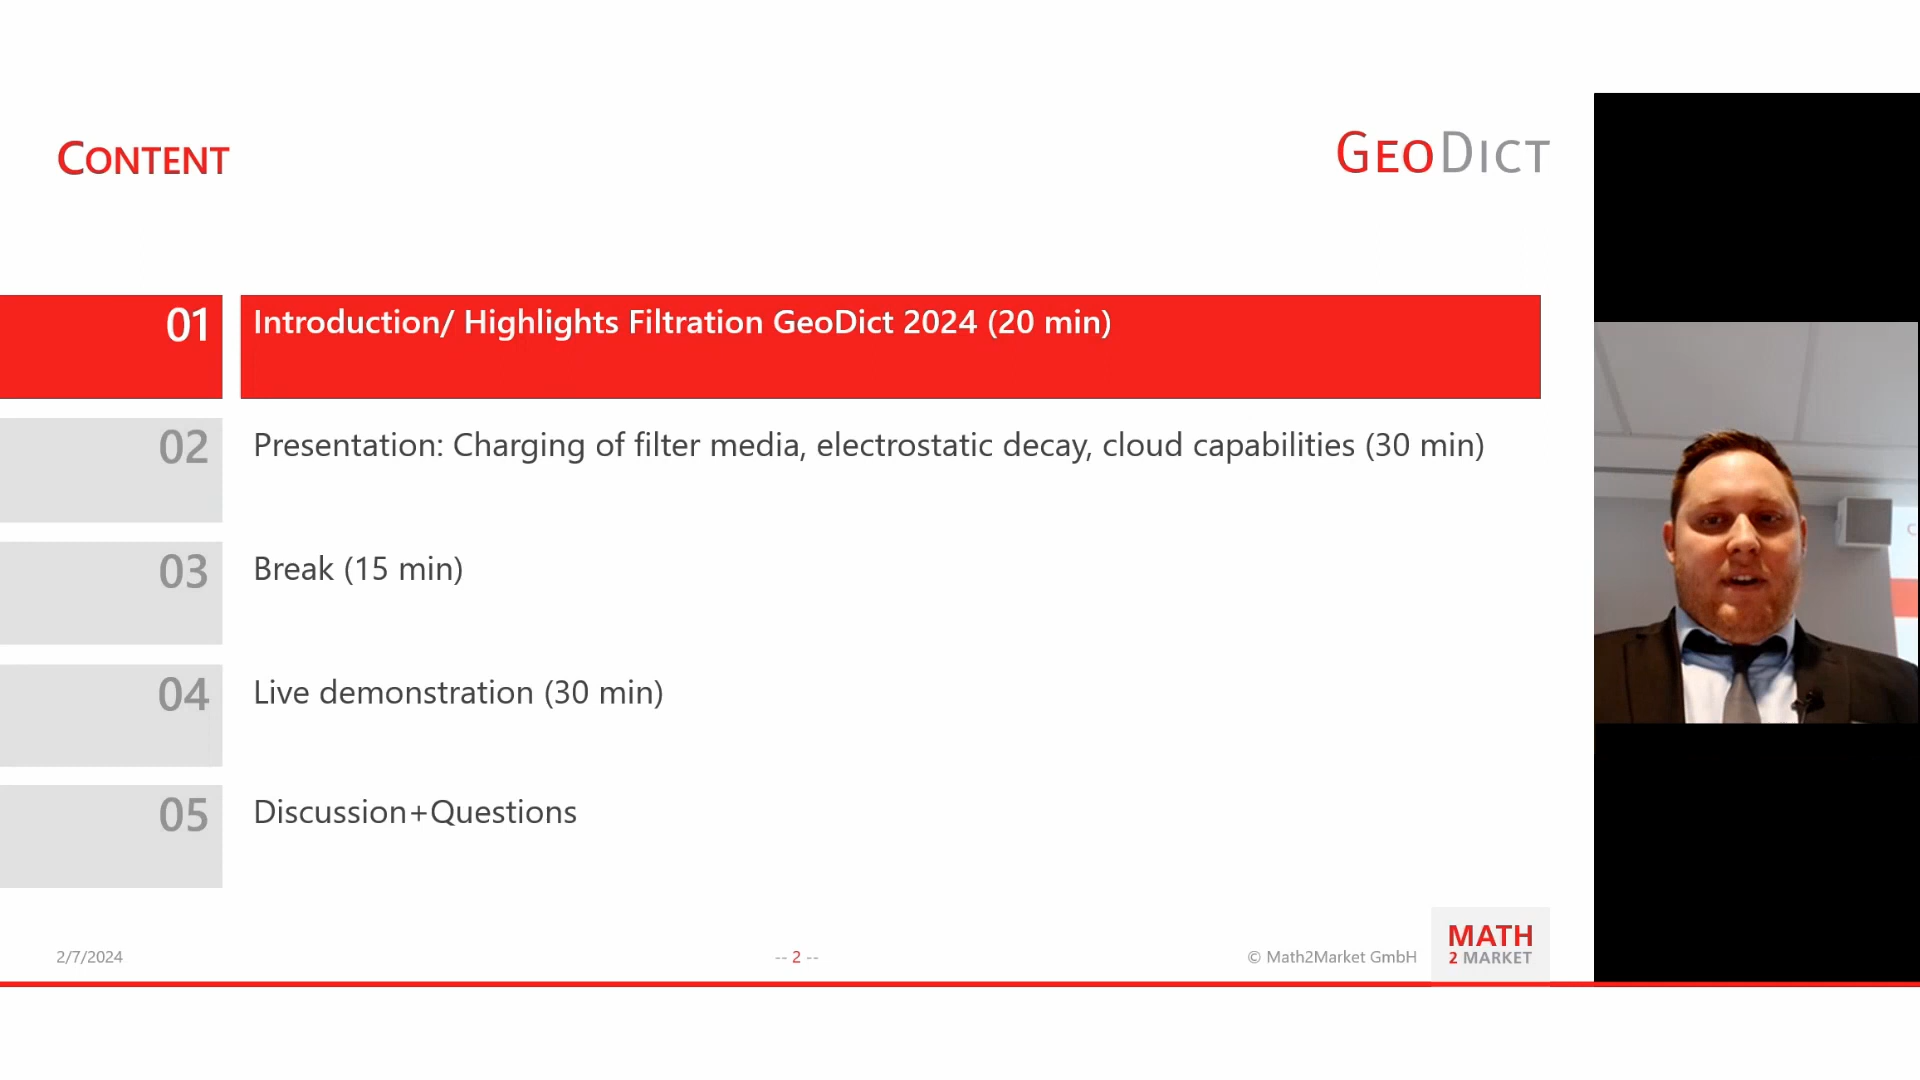 CONTENT
GEODICT
01
Introduction/ Highlights Filtration GeoDict 2024 (20 min)
02
Presentation: Charging of filter media, electrostatic decay, cloud capabilities (30 min)
03
Break (15 min)
04
Live demonstration (30 min)
05
Discussion+Questions
2/7/2024
-- 2 --
© Math2Market GmbH
MATH
2 MARKET